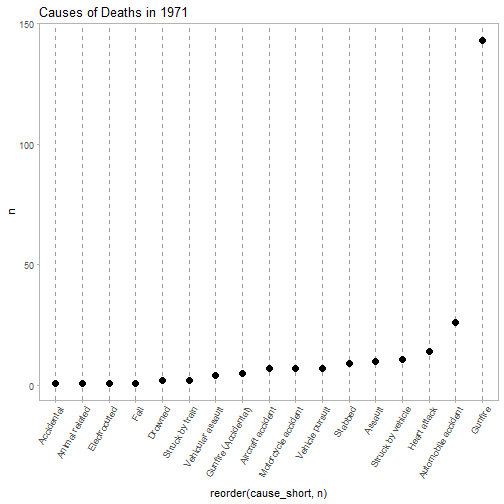 Causes of Deaths in 1971
150
100
50
0
n
Accidental
Animal related
Electrocuted
Fall
Drowned
Struck by train
Vehicular assault
Gunfire (Accidental)
Aircraft accident
Motorcycle accident
Vehicle pursuit
Stabbed
Assault
Struck by vehicle
Heart attack
Automobile accident
Gunfire
reorder(cause_short, n)